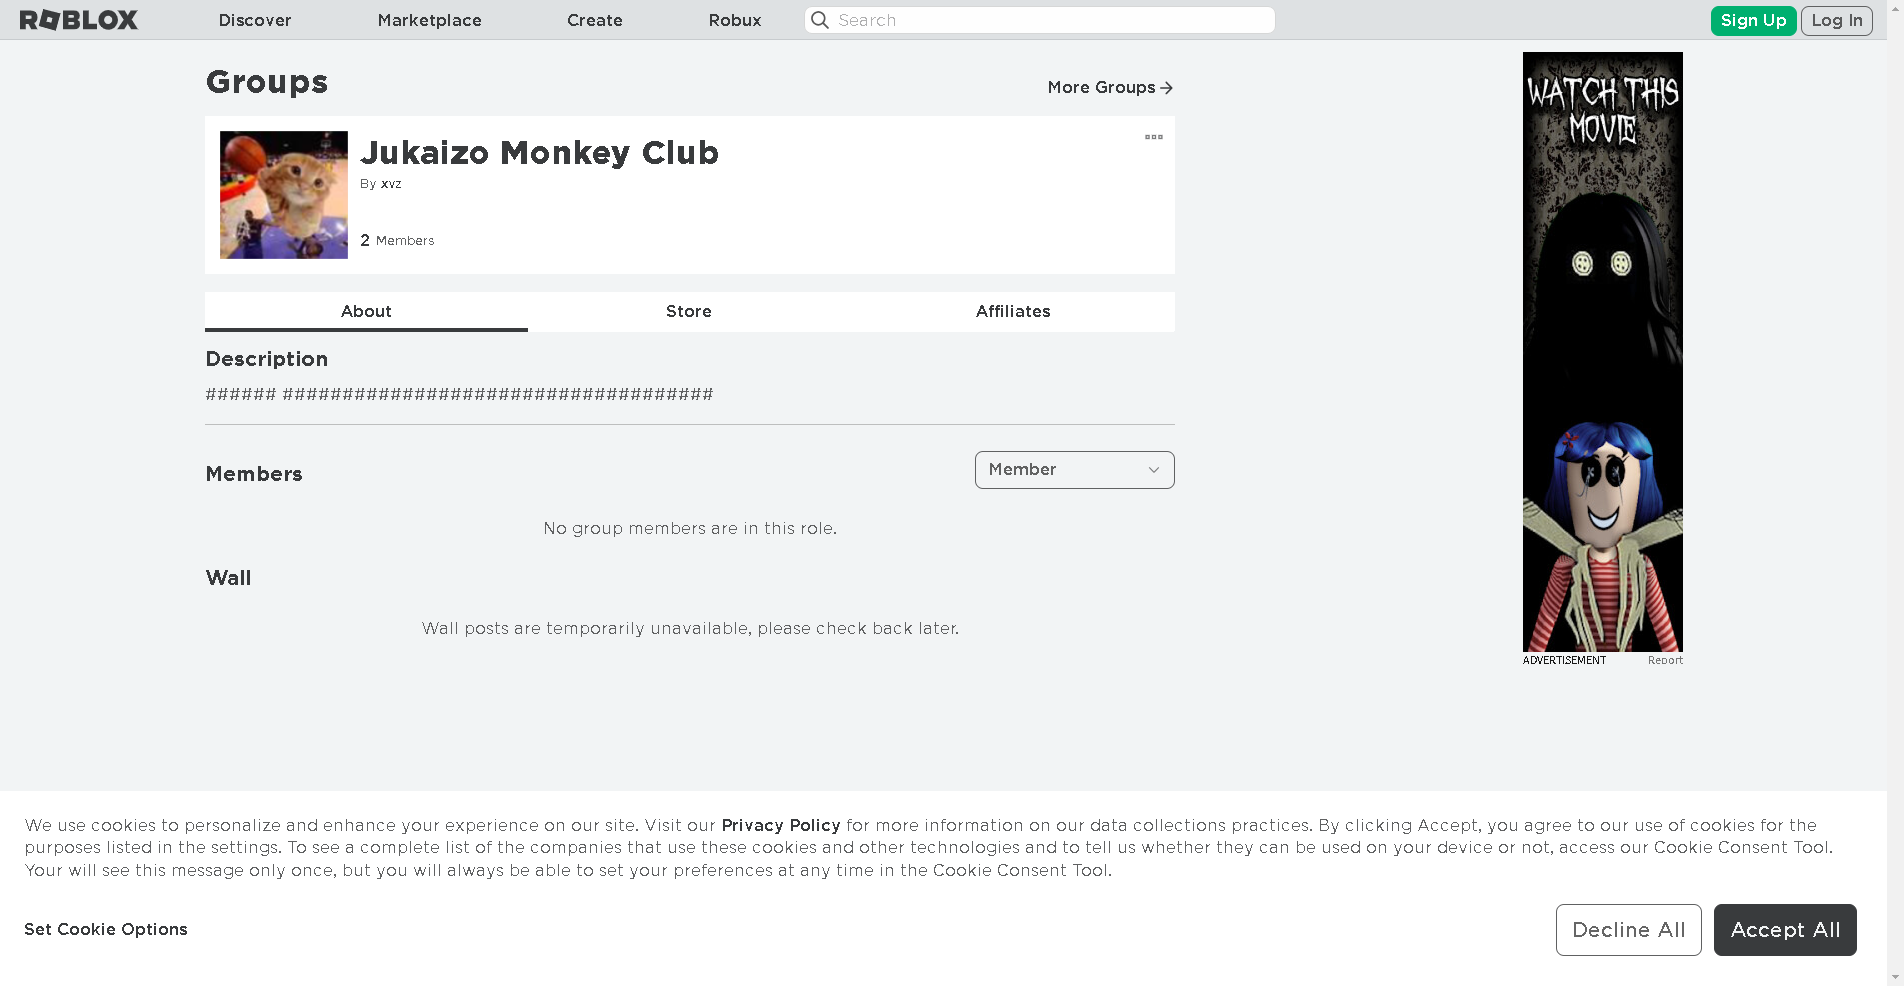 ROBLOX
Discover
Marketplace
Create
Robux
Search
Sign Up
Log In
Groups
More Groups
Jukaizo Monkey Club
By xvz
2 Members
About
Store
Affiliates
Description
###### ####################################
Members
Member
No group members are in this role.
Wall
Wall posts are temporarily unavailable, please check back later.
WATCH THIS
MOVIE
ADVERTISEMENT
Report
We use cookies to personalize and enhance your experience on our site. Visit our Privacy Policy for more information on our data collections practices. By clicking Accept, you agree to our use of cookies for the
purposes listed in the settings. To see a complete list of the companies that use these cookies and other technologies and to tell us whether they can be used on your device or not, access our Cookie Consent Tool.
Your will see this message only once, but you will always be able to set your preferences at any time in the Cookie Consent Tool.
Set Cookie Options
Decline All
Accept All